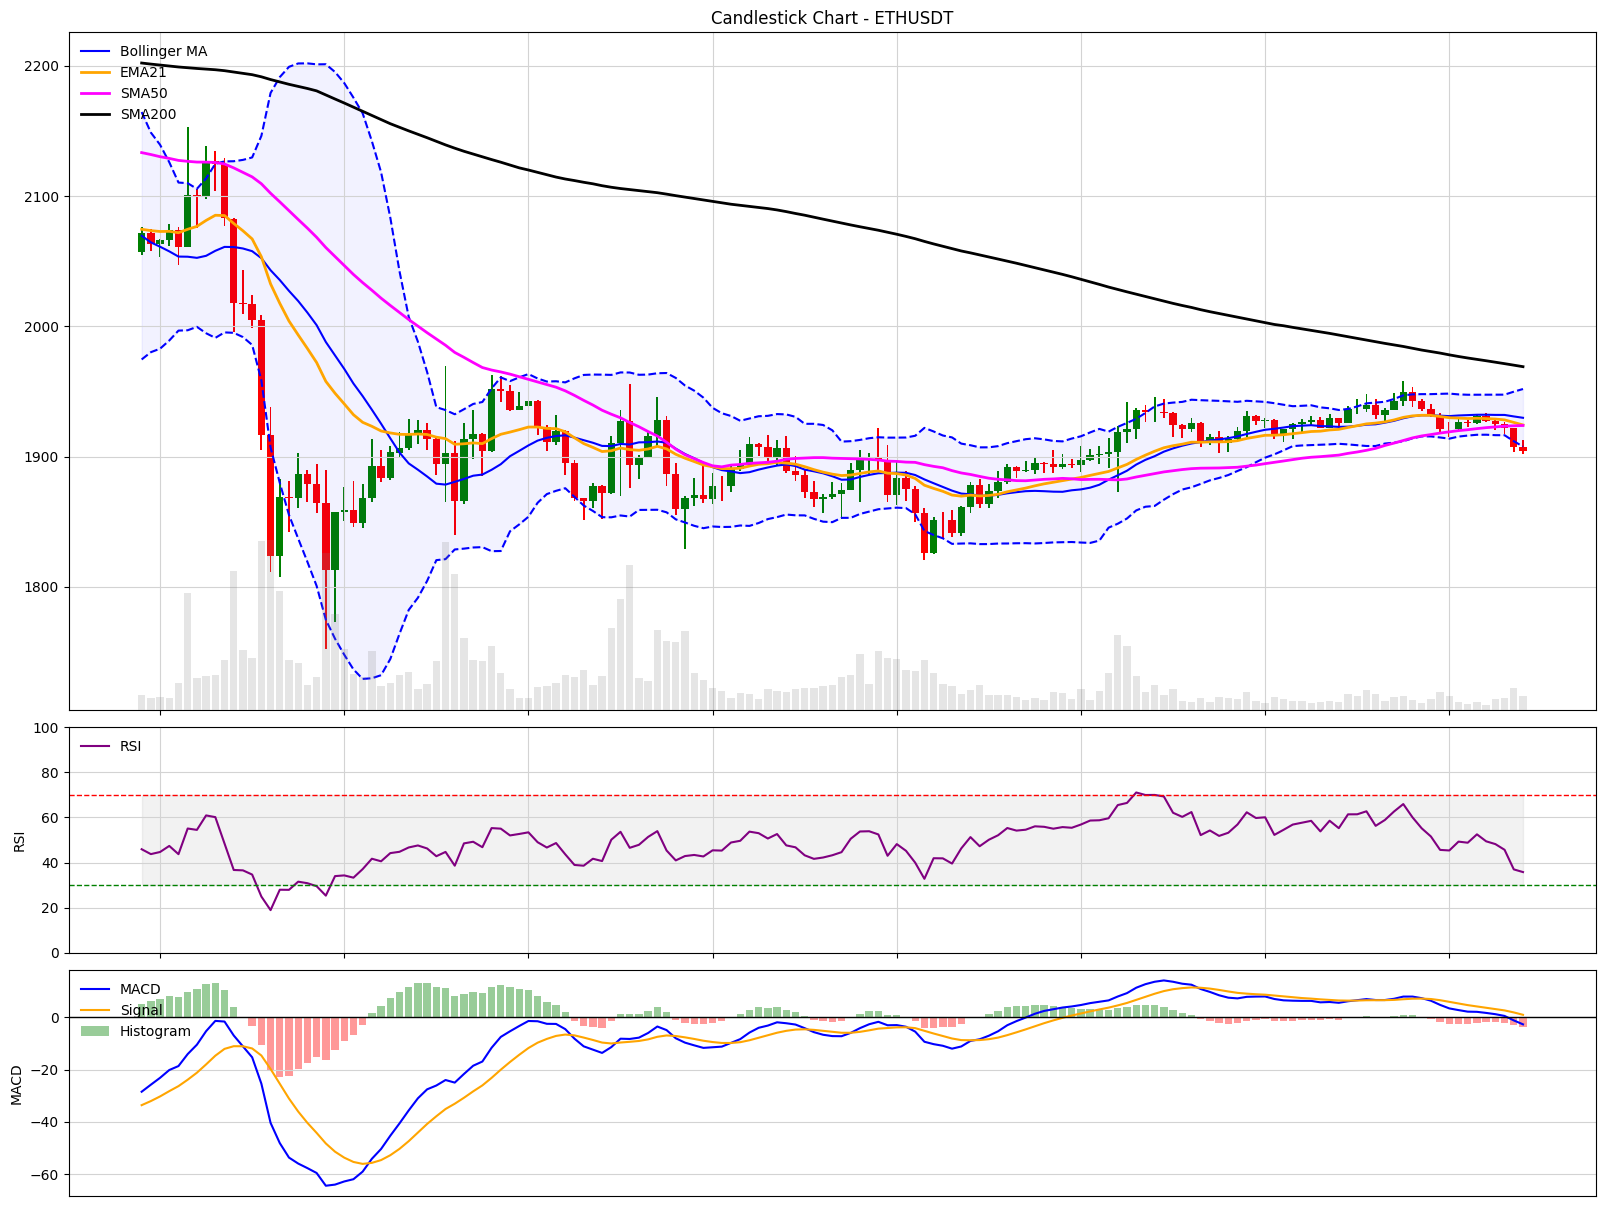 Candlestick Chart - ETHUSDT
Bollinger MA
EMA21
SMA50
SMA200
2200
2100
2000
1900
1800
RSI
RSI
100
80
60
40
20
0
MACD
Signal
Histogram
MACD
0
−20
−40
−60